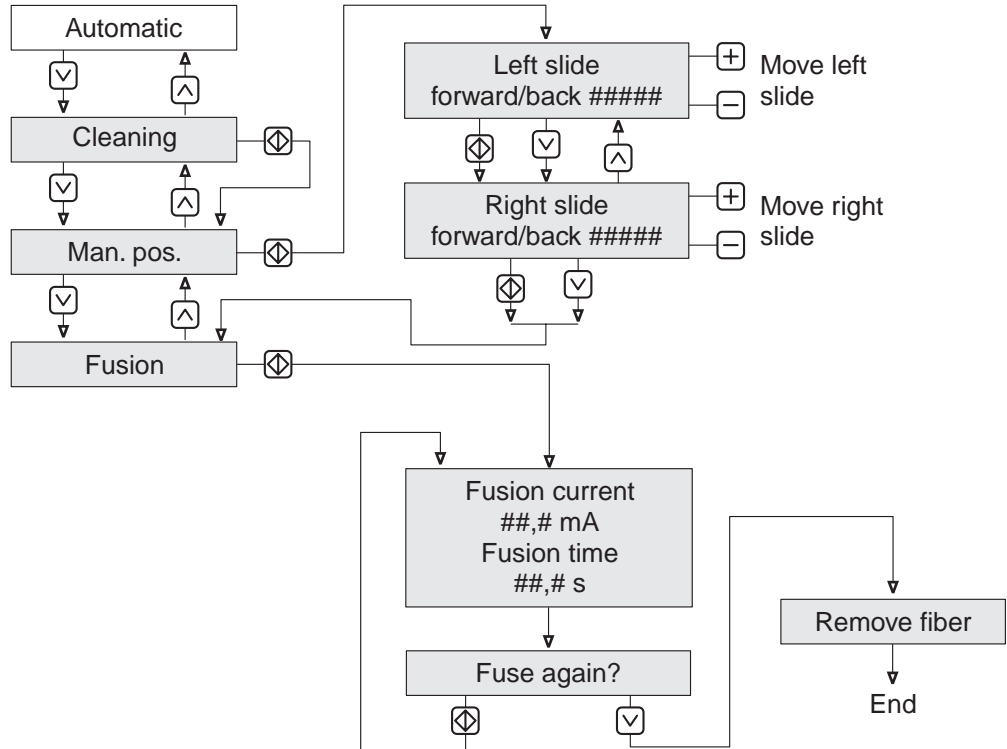 Automatic
Cleaning
Man. pos.
Fusion
Left slide
forward/back #####
+
Move left
−
slide
Right slide
forward/back #####
+
Move right
−
slide
Fusion current
##,# mA
Fusion time
##,# s
Fuse again?
Remove fiber
End